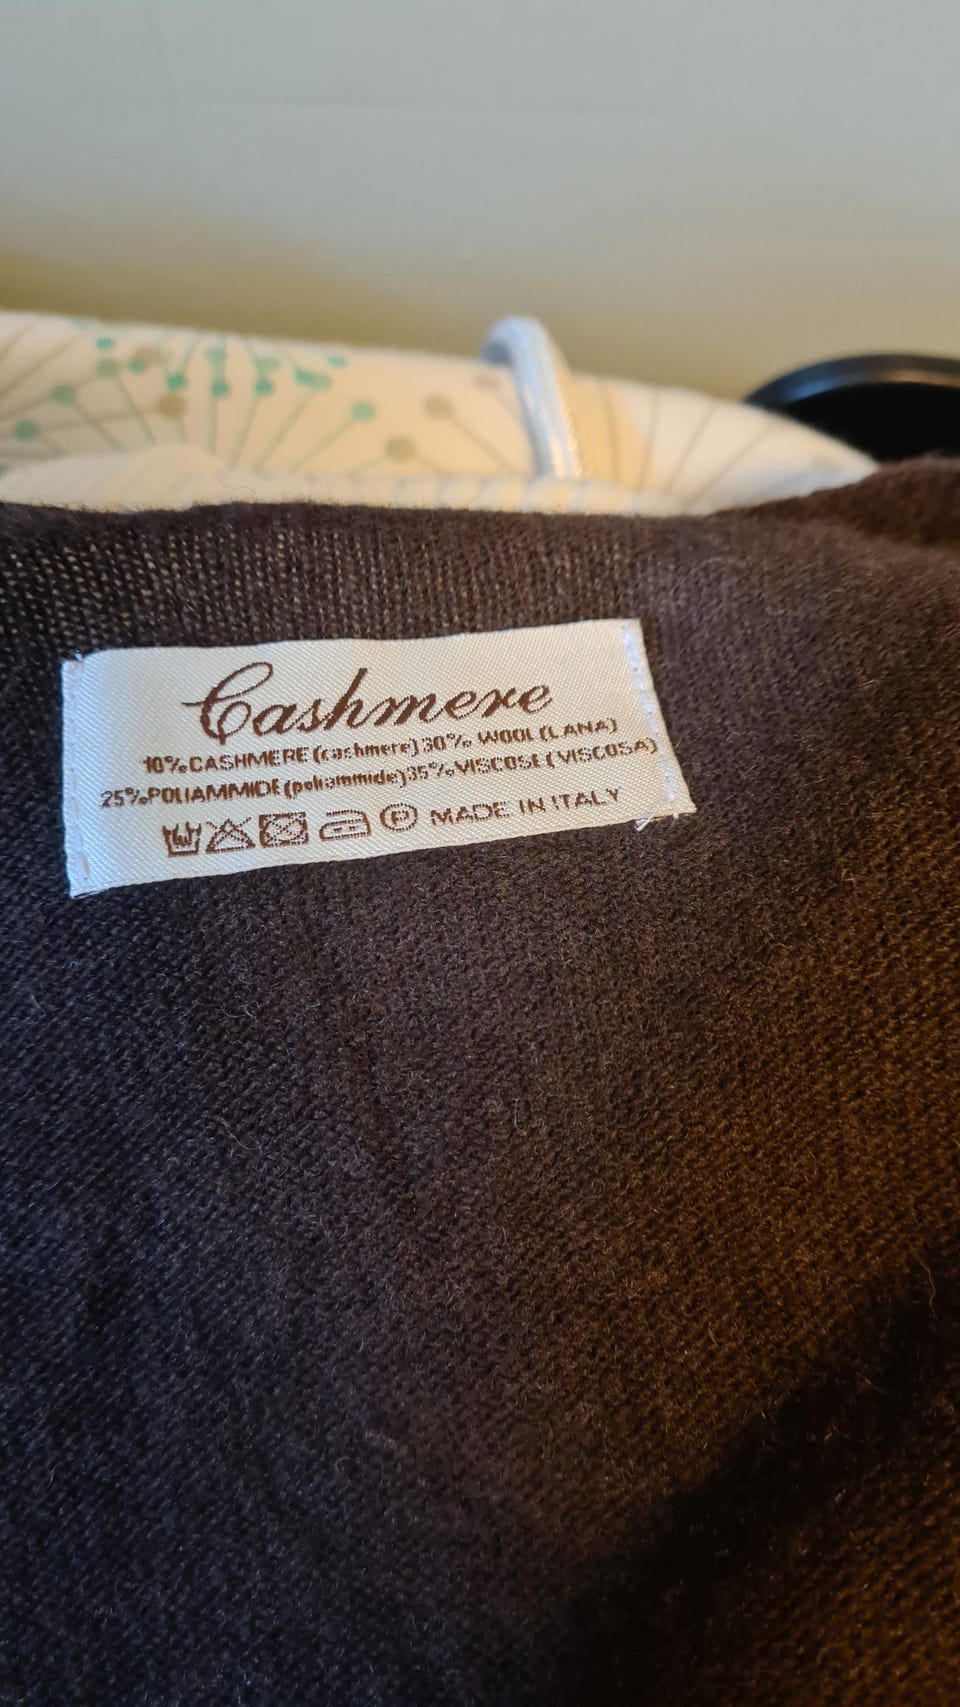 Cashmere
10% CASHMERE (cashmere) 30% WOOL (LANA)
25% POLIAMMIDE (poliammide) 35% VISCOSE (VISCOSA)
P MADE IN ITALY